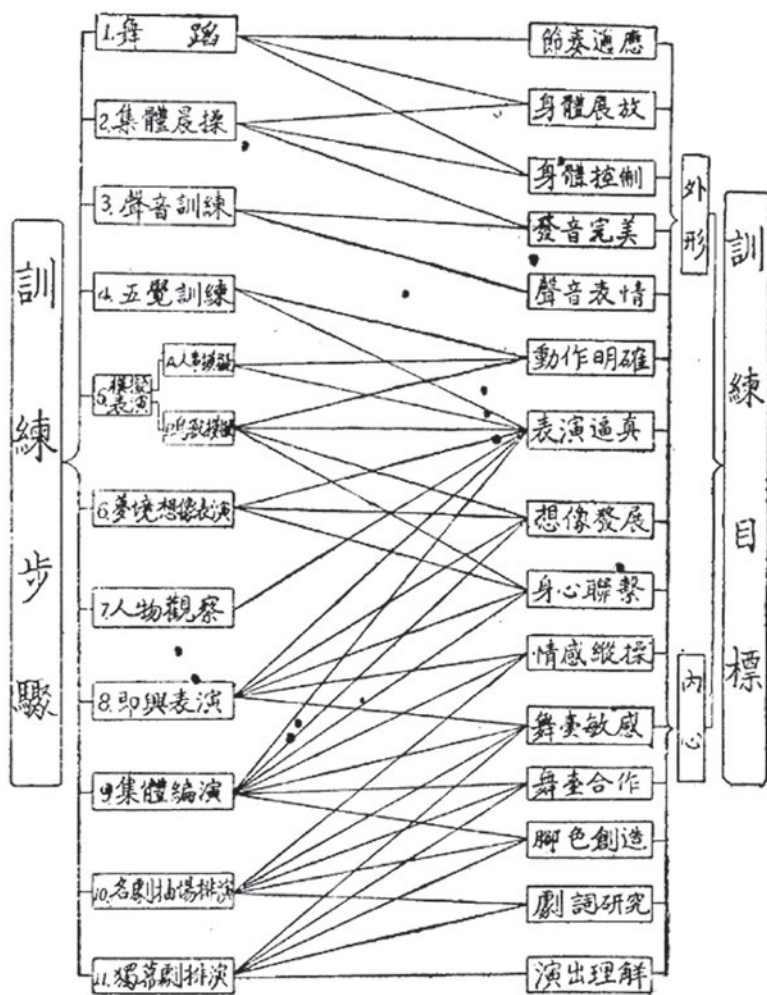 訓練步驟
1.舞蹈
2.集體晨操
3.聲音訓練
4.五覺訓練
5.模擬表演
A人事模擬
B鳥獸模擬
6.夢境想像表演
7.人物觀察
8.即興表演
9.集體編演
10.名劇抽場排演
11.獨幕劇排演
節奏適應
身體展放
身體控制
發音完美
聲音表情
動作明確
表演逼真
想像發展
身心聯繫
情感縱操
舞臺敏感
舞臺合作
腳色創造
劇詞研究
演出理解
外形
內心
訓練目標